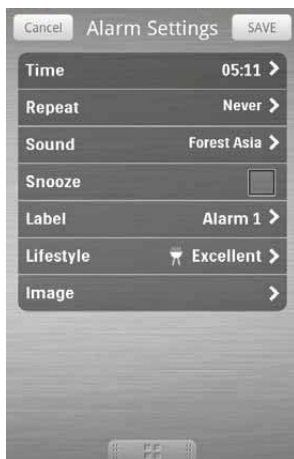 Cancel Alarm Settings SAVE
Time 05:11
Repeat Never
Sound Forest Asia
Snooze
Label Alarm 1
Lifestyle Excellent
Image